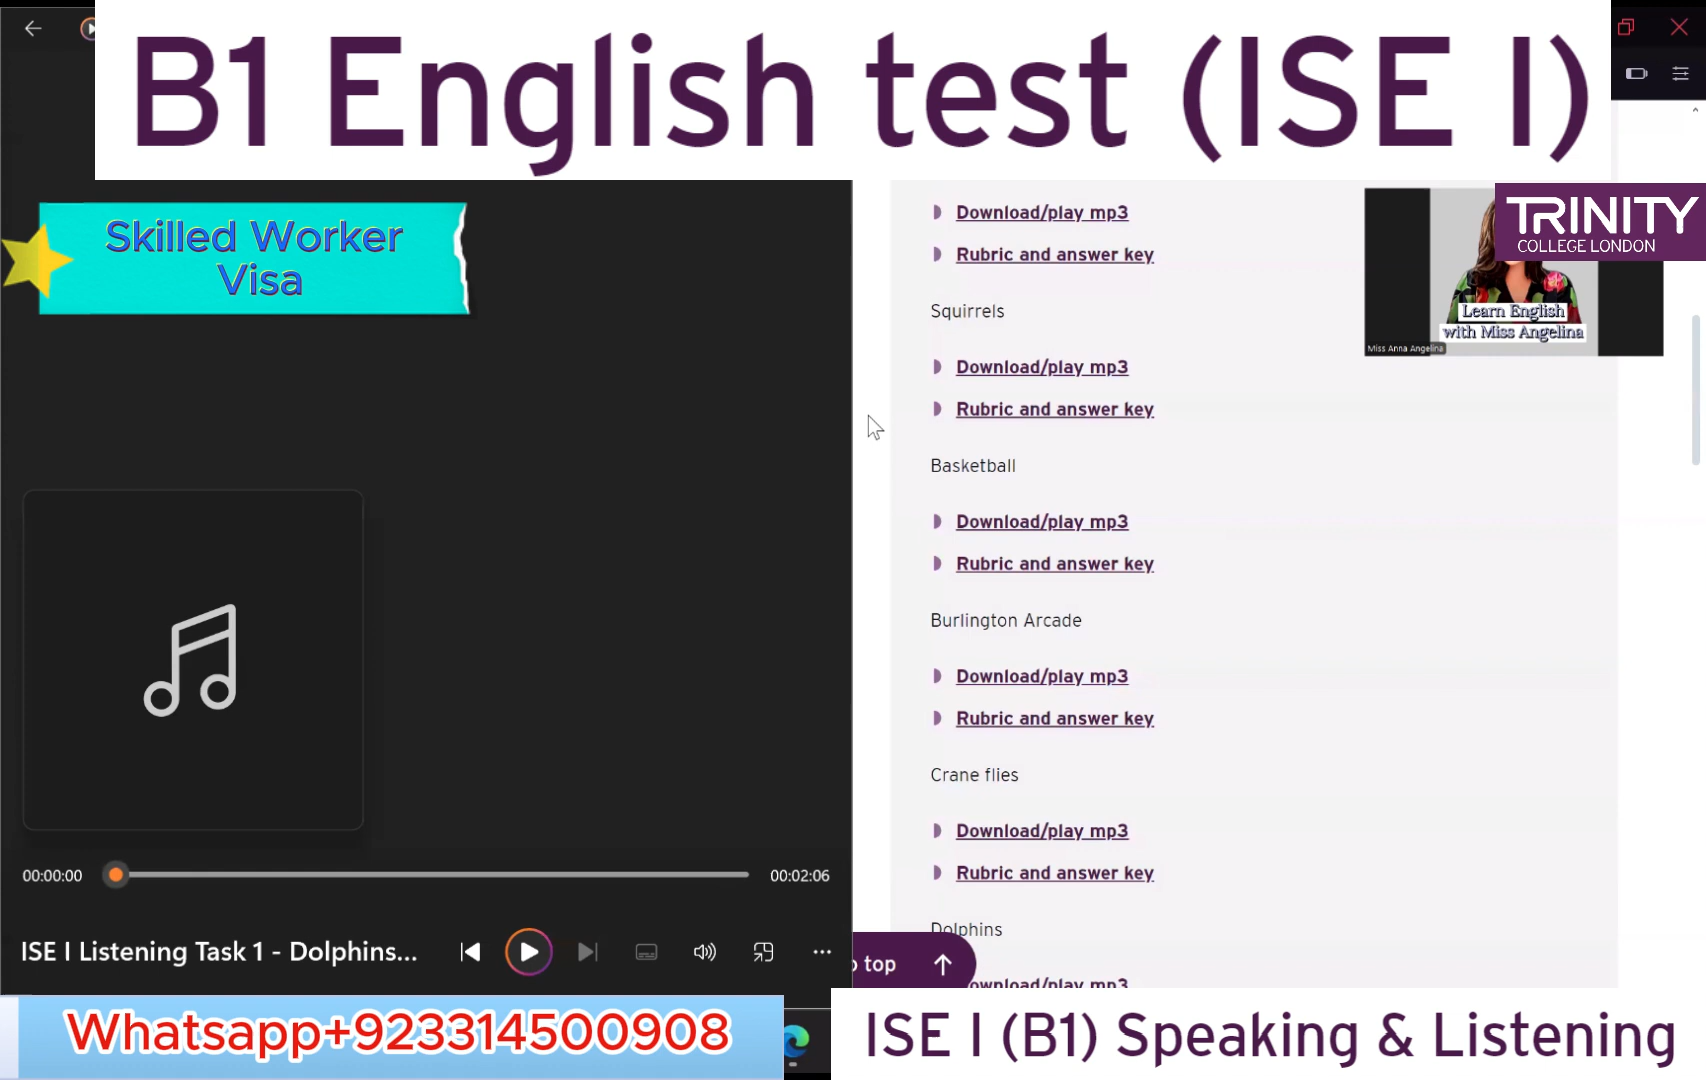 B1 English test (ISE I)
Skilled Worker
Visa
Download/play mp3
Rubric and answer key
TRINITY
COLLEGE LONDON
Learn English
with Miss Angelina
Miss Anna Angelina
Squirrels
Download/play mp3
Rubric and answer key
Basketball
Download/play mp3
Rubric and answer key
Burlington Arcade
Download/play mp3
Rubric and answer key
Crane flies
Download/play mp3
Rubric and answer key
Dolphins
ownload/play mp3
o top
00:00:00
00:02:06
ISE I Listening Task 1 - Dolphins...
Whatsapp+923314500908
ISE I (B1) Speaking & Listening